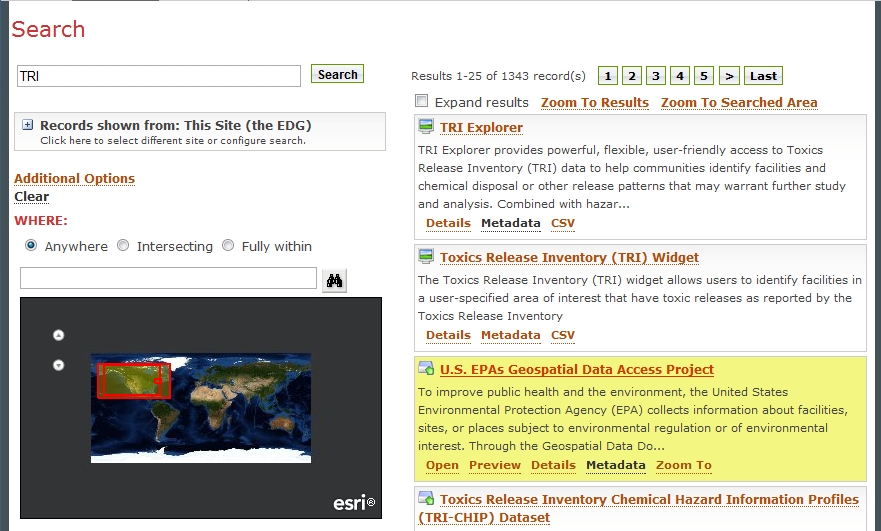 Search
TRI
Search
Records shown from: This Site (the EDG)
Click here to select different site or configure search.
Additional Options
Clear
WHERE:
Anywhere Intersecting Fully within
esri®
Results 1-25 of 1343 record(s) 1 2 3 4 5 > Last
Expand results Zoom To Results Zoom To Searched Area
TRI Explorer
TRI Explorer provides powerful, flexible, user-friendly access to Toxics
Release Inventory (TRI) data to help communities identify facilities and
chemical disposal or other release patterns that may warrant further study
and analysis. Combined with hazar...
Details Metadata CSV
Toxics Release Inventory (TRI) Widget
The Toxics Release Inventory (TRI) widget allows users to identify facilities in
a user-specified area of interest that have toxic releases as reported by the
Toxics Release Inventory
Details Metadata CSV
U.S. EPAs Geospatial Data Access Project
To improve public health and the environment, the United States
Environmental Protection Agency (EPA) collects information about facilities,
sites, or places subject to environmental regulation or of environmental
interest. Through the Geospatial Data Do...
Open Preview Details Metadata Zoom To
Toxics Release Inventory Chemical Hazard Information Profiles
(TRI-CHIP) Dataset